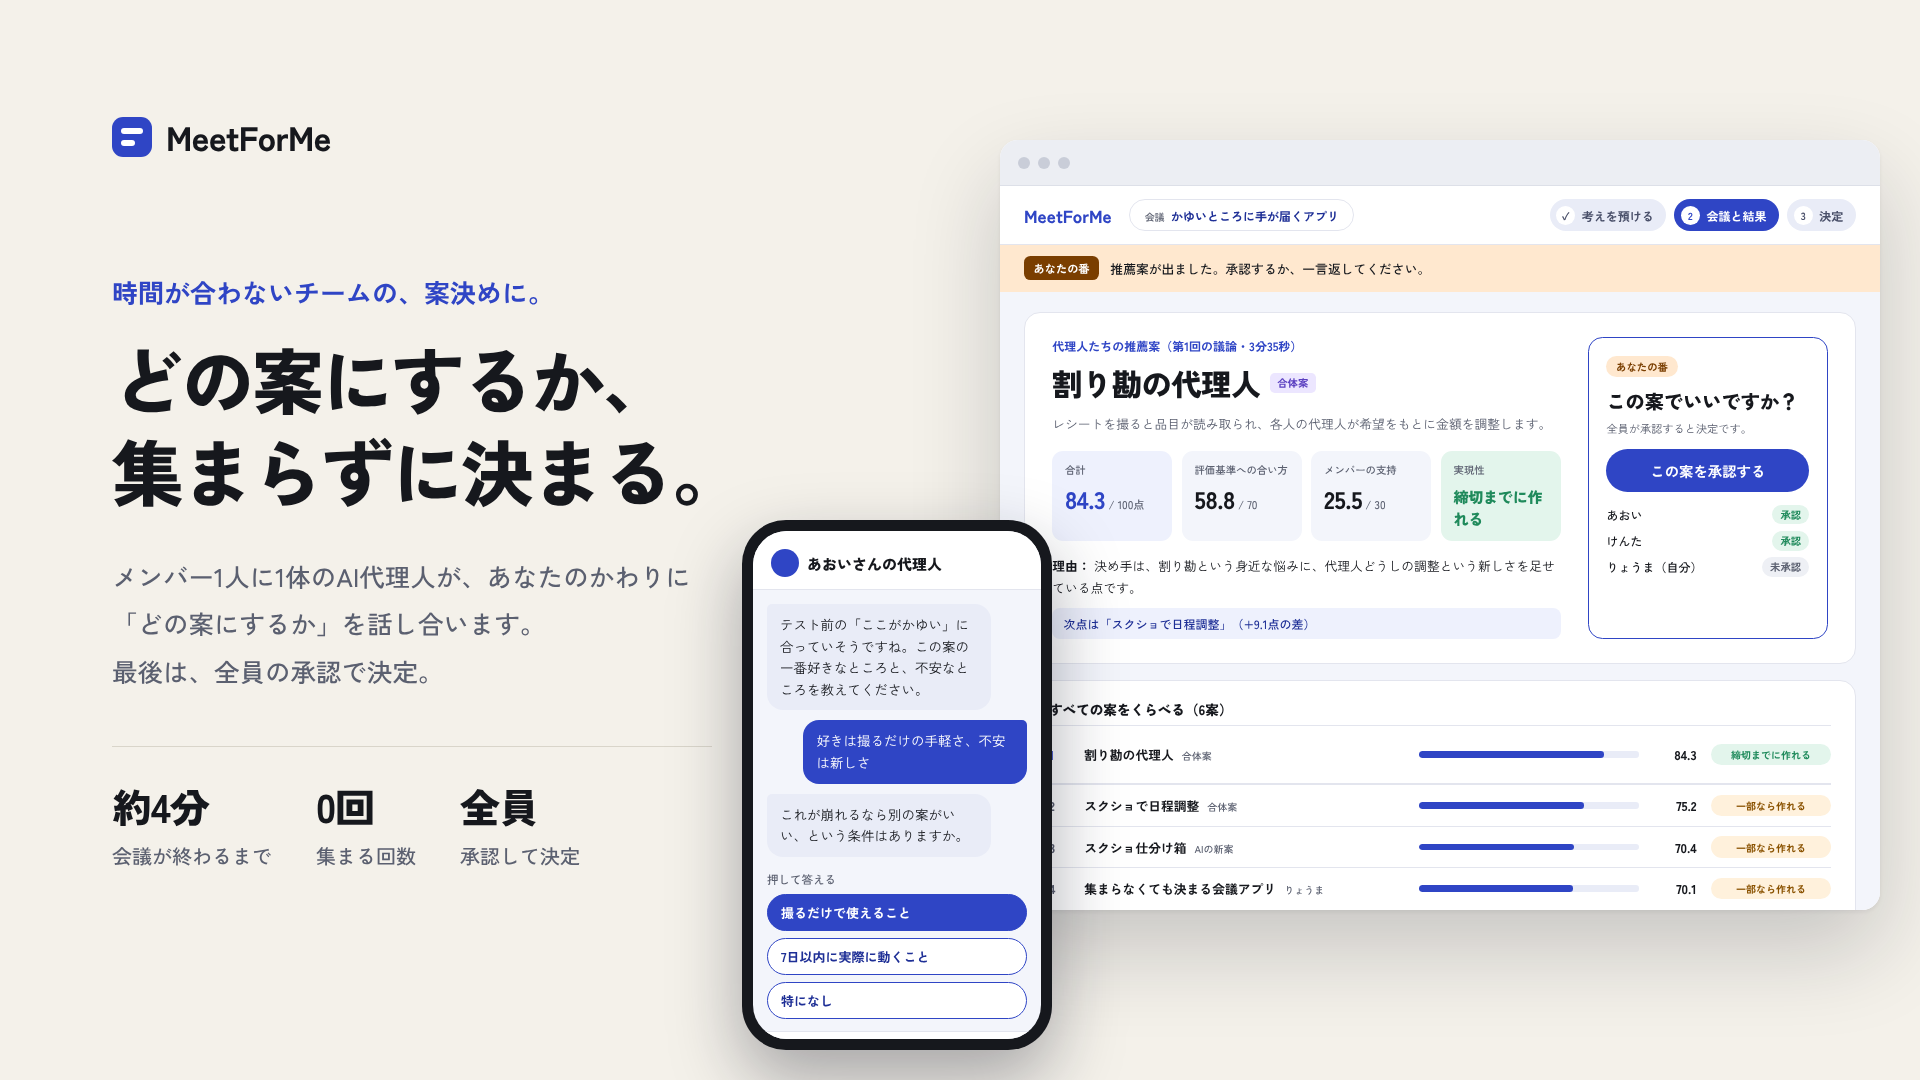 MeetForMe
時間が合わないチームの、案決めに。
どの案にするか、
集まらずに決まる。
メンバー1人に1体のAI代理人が、あなたのかわりに
「どの案にするか」を話し合います。
最後は、全員の承認で決定。
約4分
会議が終わるまで
0回
集まる回数
全員
承認して決定
あおいさんの代理人
テスト前の「ここがかゆい」に
合っていそうですね。この案の
一番好きなところと、不安なと
ころを教えてください。
好きは撮るだけの手軽さ、不安
は新しさ
これが崩れるなら別の案がい
い、という条件はありますか。
押して答える
撮るだけで使えること
7日以内に実際に動くこと
特になし
MeetForMe
会議 かゆいところに手が届くアプリ
✓ 考えを預ける
2 会議と結果
3 決定
あなたの番 推薦案が出ました。承認するか、一言返してください。
代理人たちの推薦案（第1回の議論・3分35秒）
割り勘の代理人 合体案
レシートを撮ると品目が読み取られ、各人の代理人が希望をもとに金額を調整します。
合計
84.3 / 100点
評価基準への合い方
58.8 / 70
メンバーの支持
25.5 / 30
実現性
締切までに作
れる
理由： 決め手は、割り勘という身近な悩みに、代理人どうしの調整という新しさを足せ
ている点です。
次点は「スクショで日程調整」（+9.1点の差）
あなたの番
この案でいいですか？
全員が承認すると決定です。
この案を承認する
あおい 承認
けんた 承認
りょうま（自分） 未承認
すべての案をくらべる（6案）
割り勘の代理人 合体案 84.3 締切までに作れる
2 スクショで日程調整 合体案 75.2 一部なら作れる
3 スクショ仕分け箱 AIの新案 70.4 一部なら作れる
4 集まらなくても決まる会議アプリ りょうま 70.1 一部なら作れる